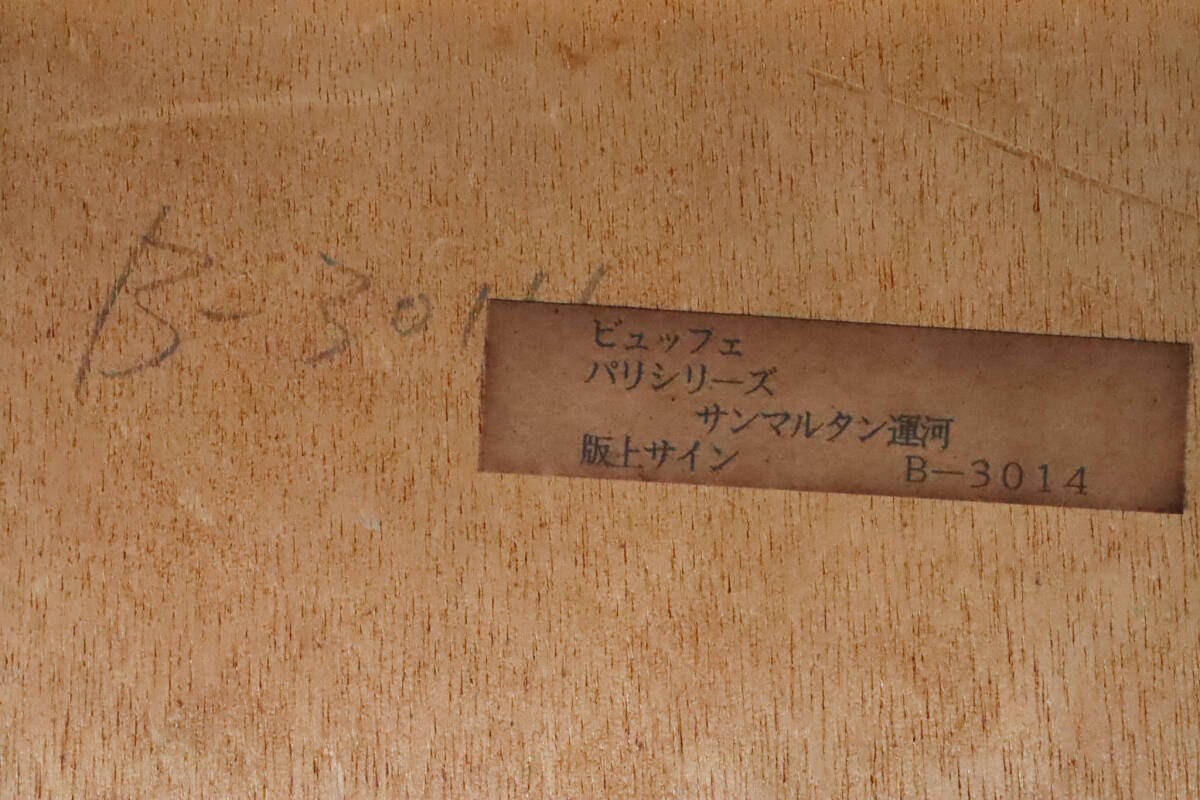 B-3014
ビュッフェ
パリシリーズ
サンマルタン運河
版上サイン B－3014